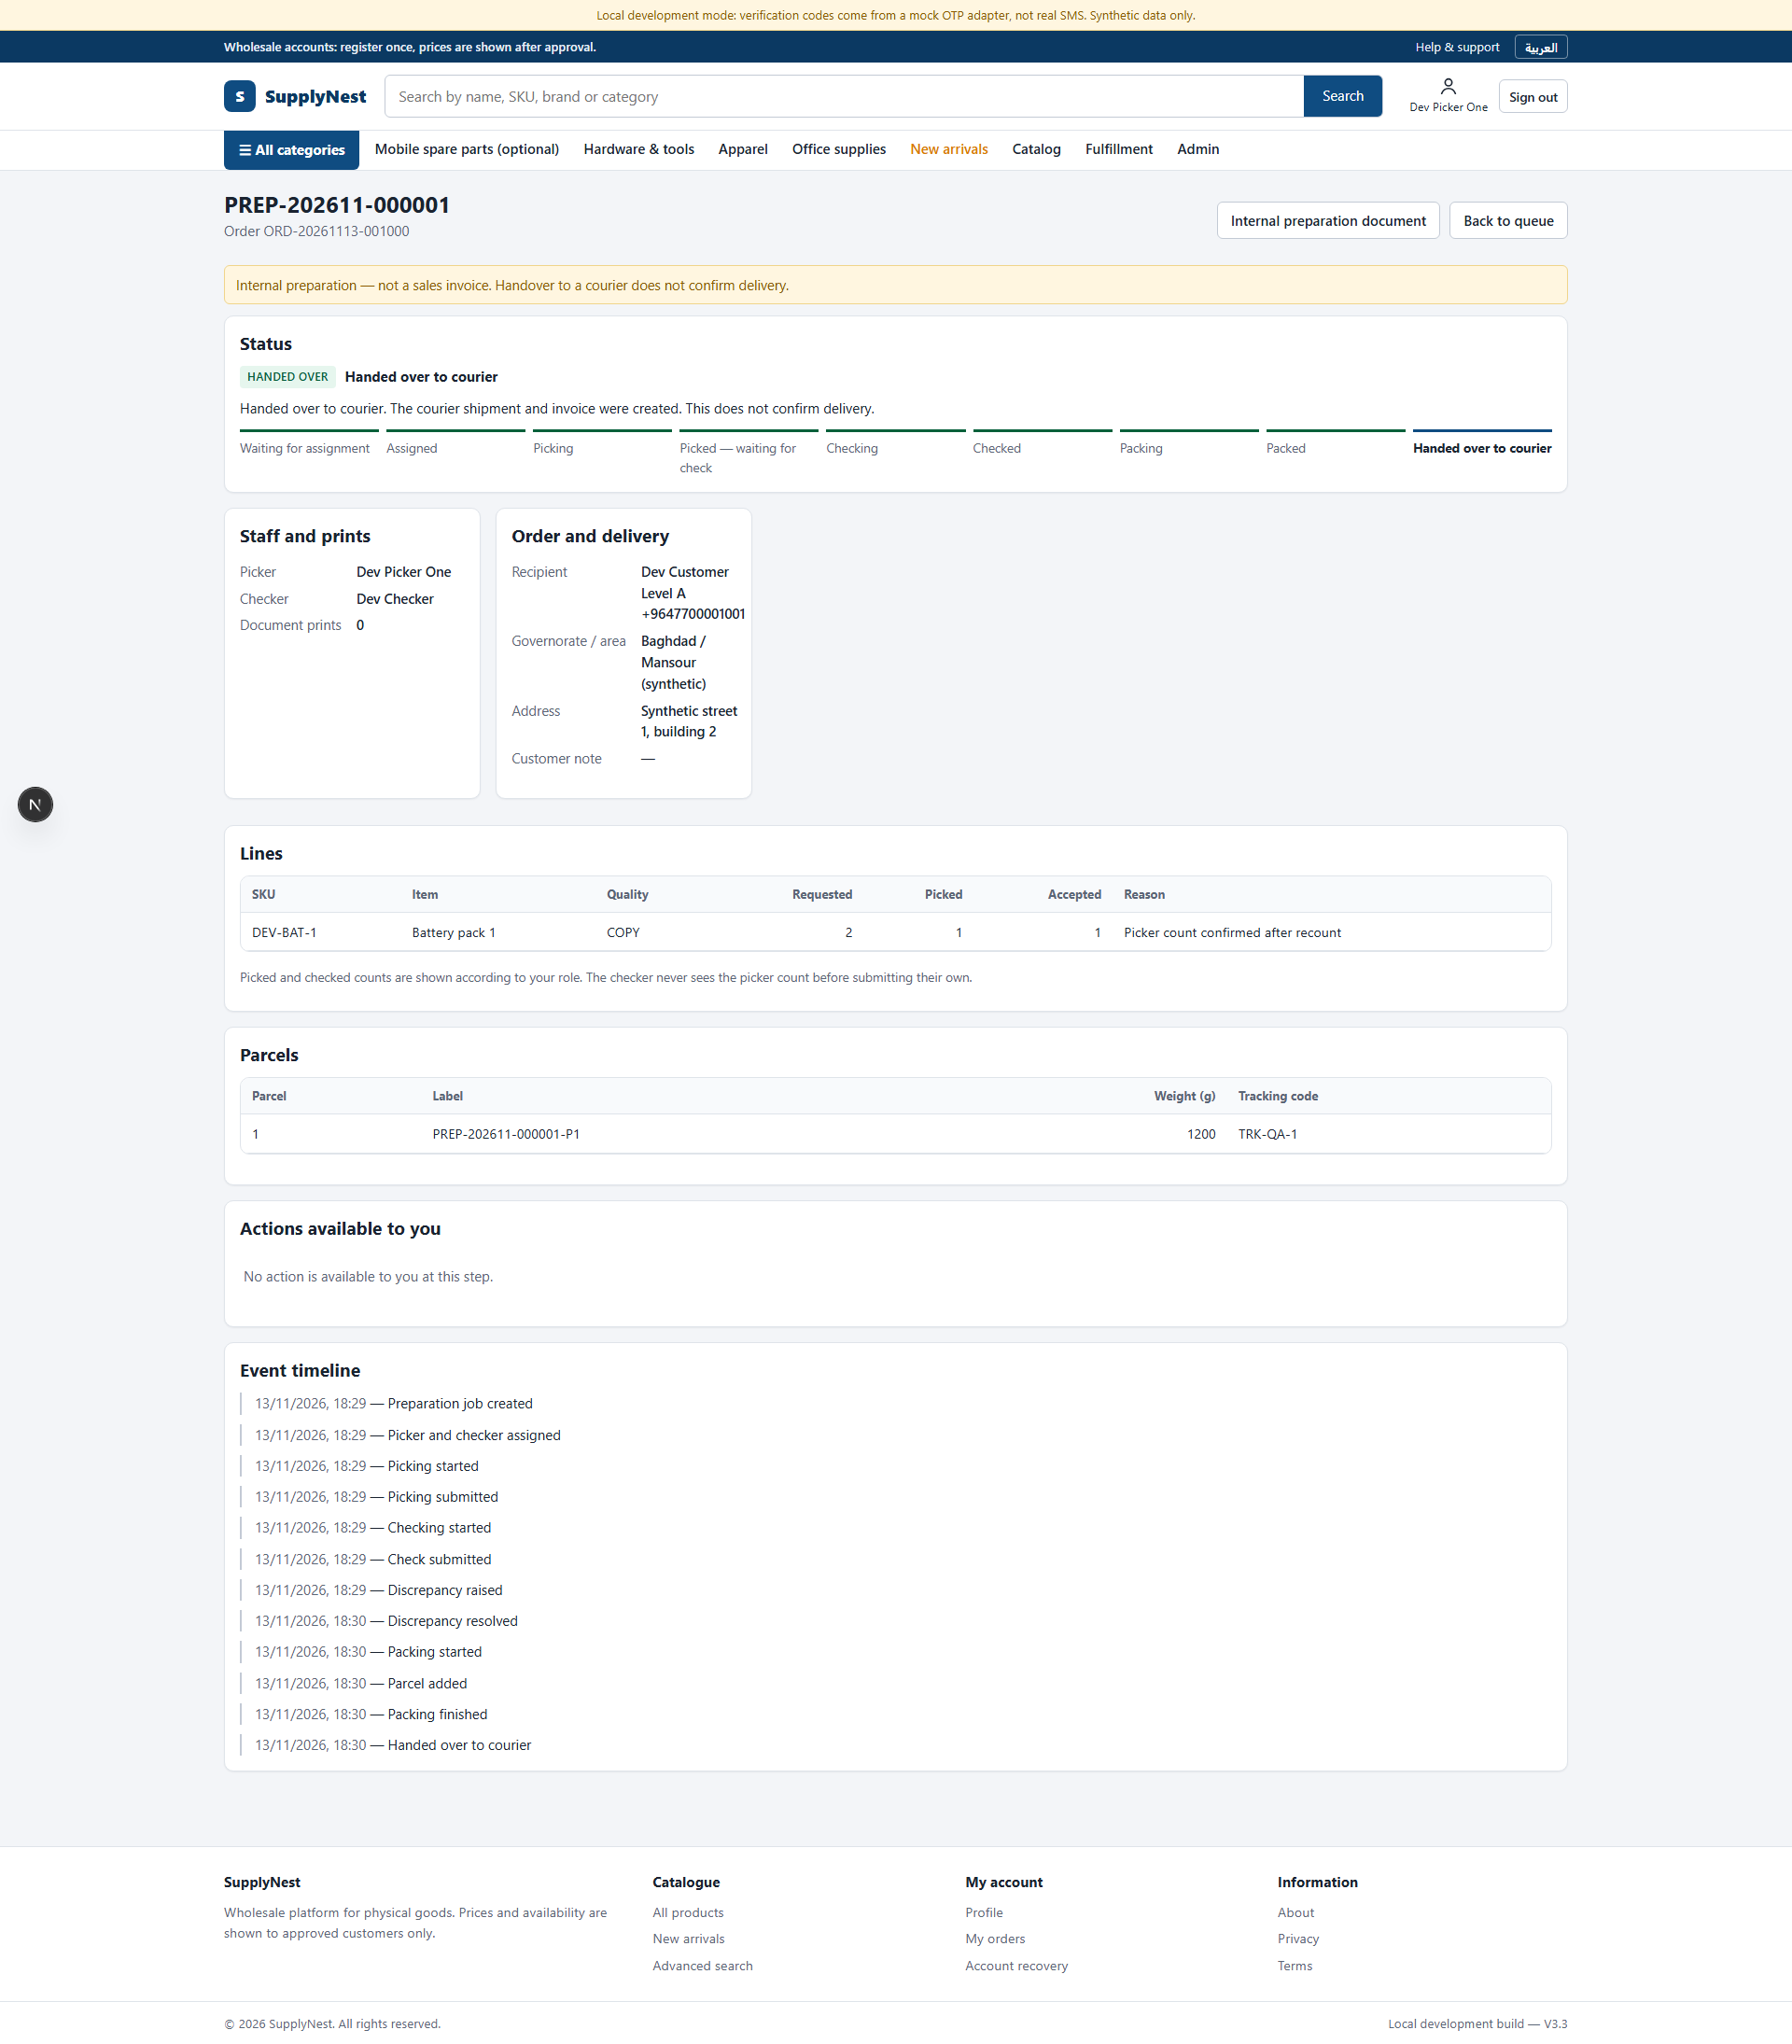 Local development mode: verification codes come from a mock OTP adapter, not real SMS. Synthetic data only.
Wholesale accounts: register once, prices are shown after approval.
Help & support
العربية
S
SupplyNest
Search by name, SKU, brand or category
Search
Dev Picker One
Sign out
☰ All categories
Mobile spare parts (optional)
Hardware & tools
Apparel
Office supplies
New arrivals
Catalog
Fulfillment
Admin
PREP-202611-000001
Order ORD-20261113-001000
Internal preparation document
Back to queue
Internal preparation — not a sales invoice. Handover to a courier does not confirm delivery.
Status
HANDED OVER Handed over to courier
Handed over to courier. The courier shipment and invoice were created. This does not confirm delivery.
Waiting for assignment
Assigned
Picking
Picked — waiting for
check
Checking
Checked
Packing
Packed
Handed over to courier
Staff and prints
Picker Dev Picker One
Checker Dev Checker
Document prints 0
Order and delivery
Recipient Dev Customer
Level A
+9647700001001
Governorate / area Baghdad /
Mansour
(synthetic)
Address Synthetic street
1, building 2
Customer note —
Lines
SKU Item Quality Requested Picked Accepted Reason
DEV-BAT-1 Battery pack 1 COPY 2 1 1 Picker count confirmed after recount
Picked and checked counts are shown according to your role. The checker never sees the picker count before submitting their own.
Parcels
Parcel Label Weight (g) Tracking code
1 PREP-202611-000001-P1 1200 TRK-QA-1
Actions available to you
No action is available to you at this step.
Event timeline
13/11/2026, 18:29 — Preparation job created
13/11/2026, 18:29 — Picker and checker assigned
13/11/2026, 18:29 — Picking started
13/11/2026, 18:29 — Picking submitted
13/11/2026, 18:29 — Checking started
13/11/2026, 18:29 — Check submitted
13/11/2026, 18:29 — Discrepancy raised
13/11/2026, 18:30 — Discrepancy resolved
13/11/2026, 18:30 — Packing started
13/11/2026, 18:30 — Parcel added
13/11/2026, 18:30 — Packing finished
13/11/2026, 18:30 — Handed over to courier
N
SupplyNest
Wholesale platform for physical goods. Prices and availability are
shown to approved customers only.
Catalogue
All products
New arrivals
Advanced search
My account
Profile
My orders
Account recovery
Information
About
Privacy
Terms
© 2026 SupplyNest. All rights reserved.
Local development build — V3.3